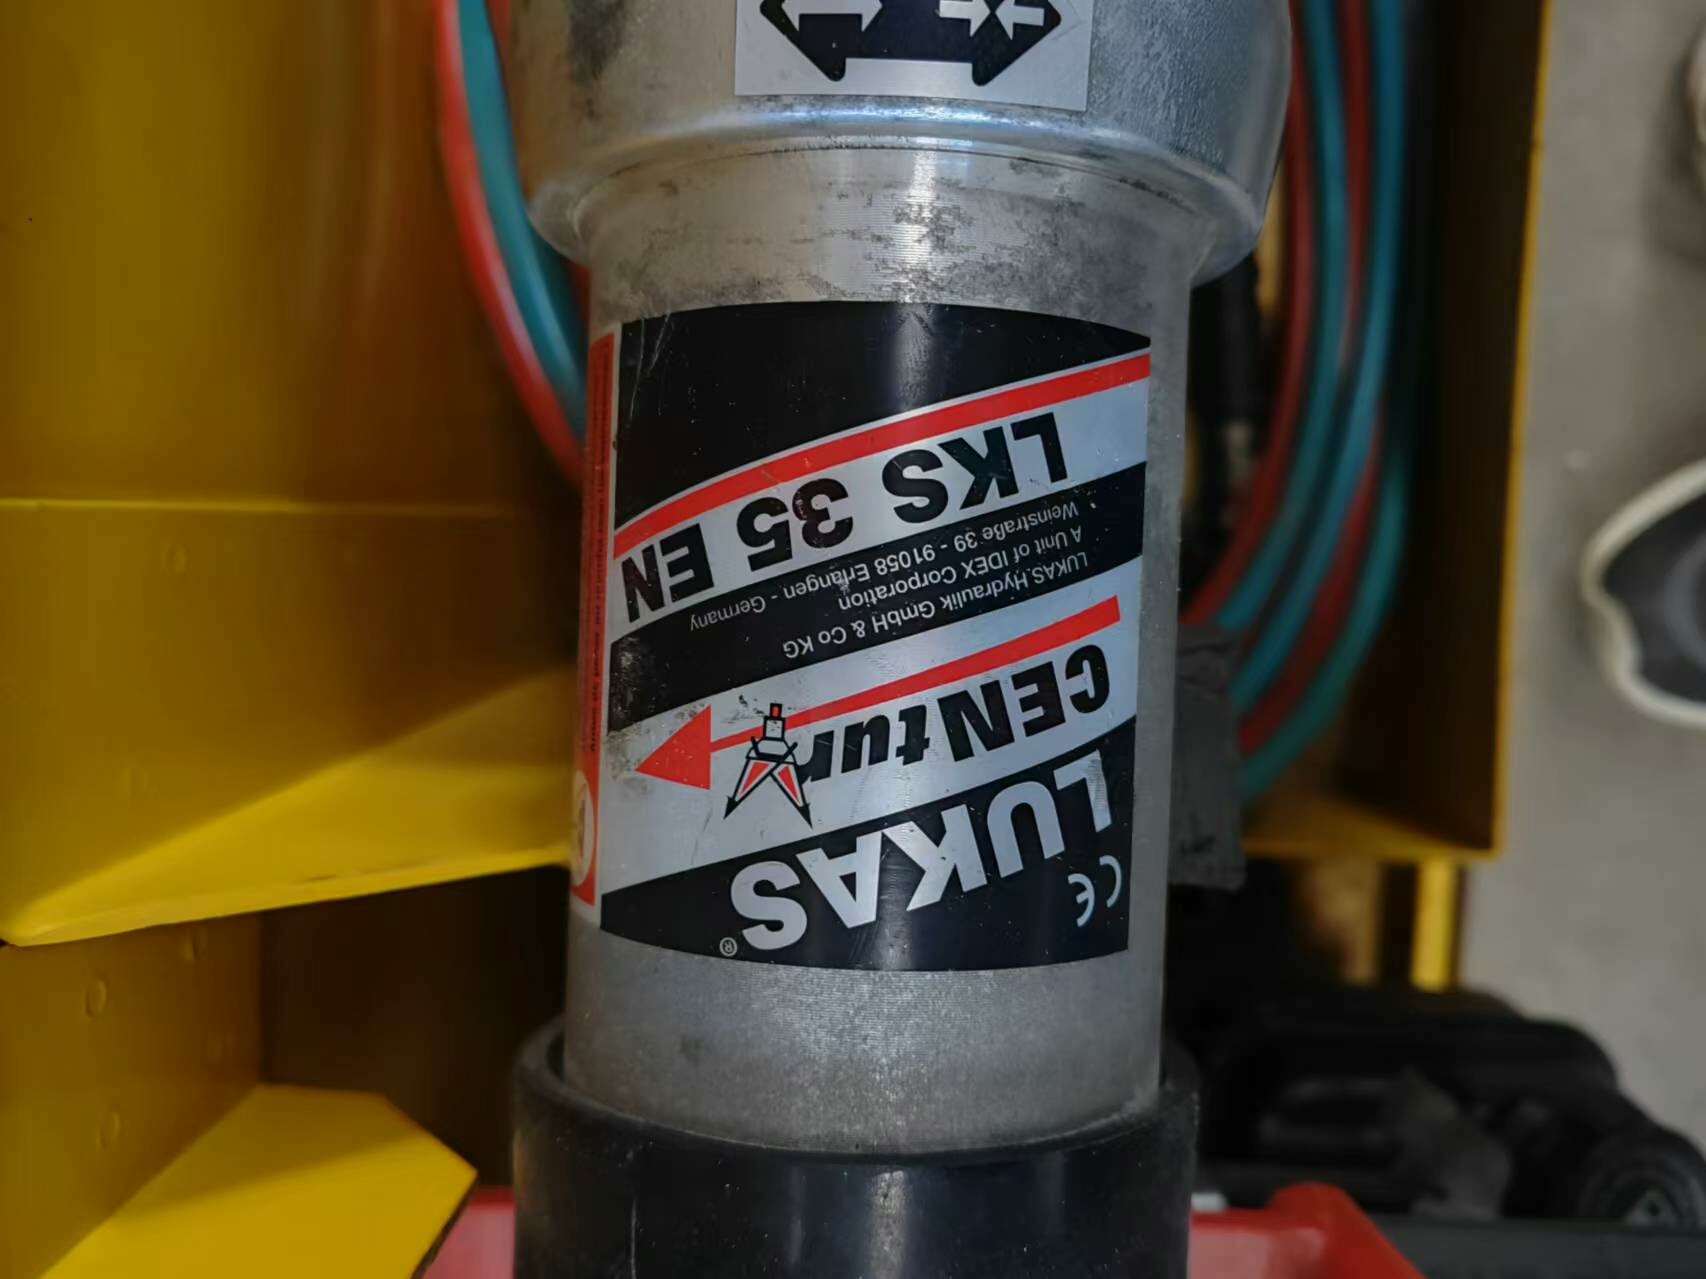 CE
LUKAS®
CENtury
LUKAS Hydraulik GmbH & Co KG
A Unit of IDEX Corporation
Weinstraße 39 - 91058 Erlangen - Germany
LKS 35 EN